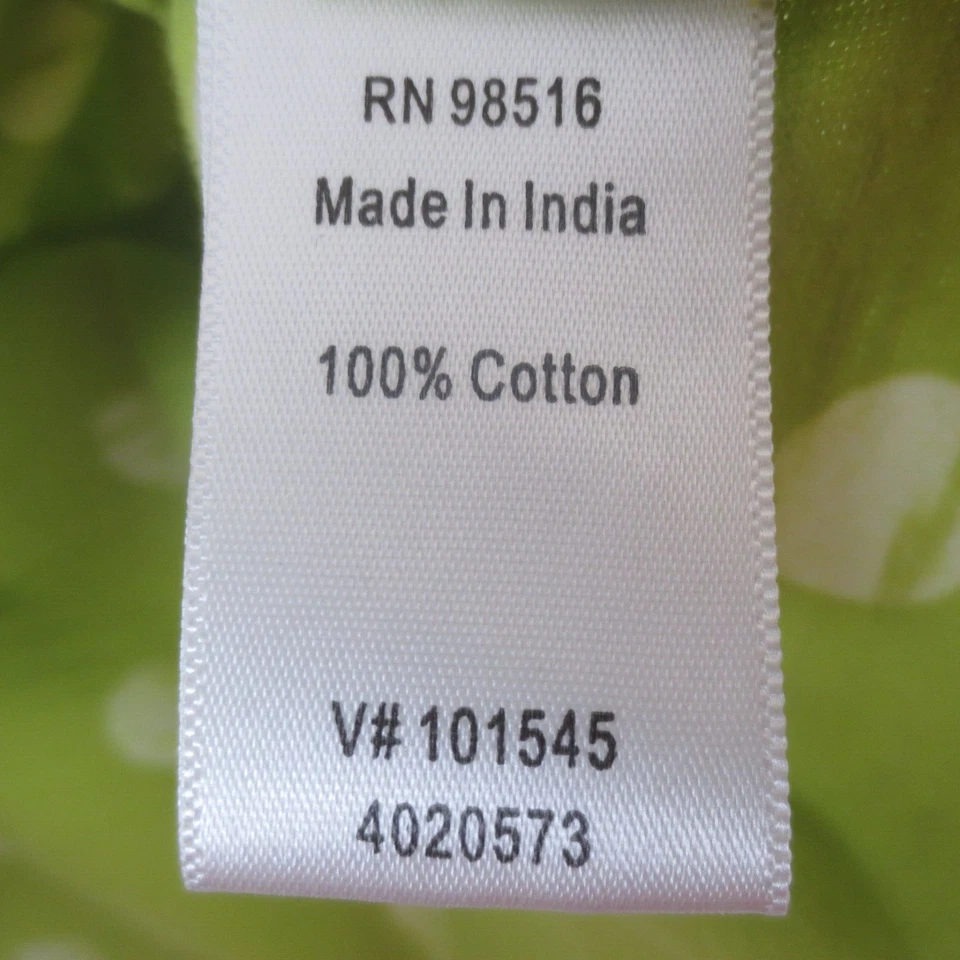 RN 98516
Made In India
100% Cotton
V# 101545
4020573